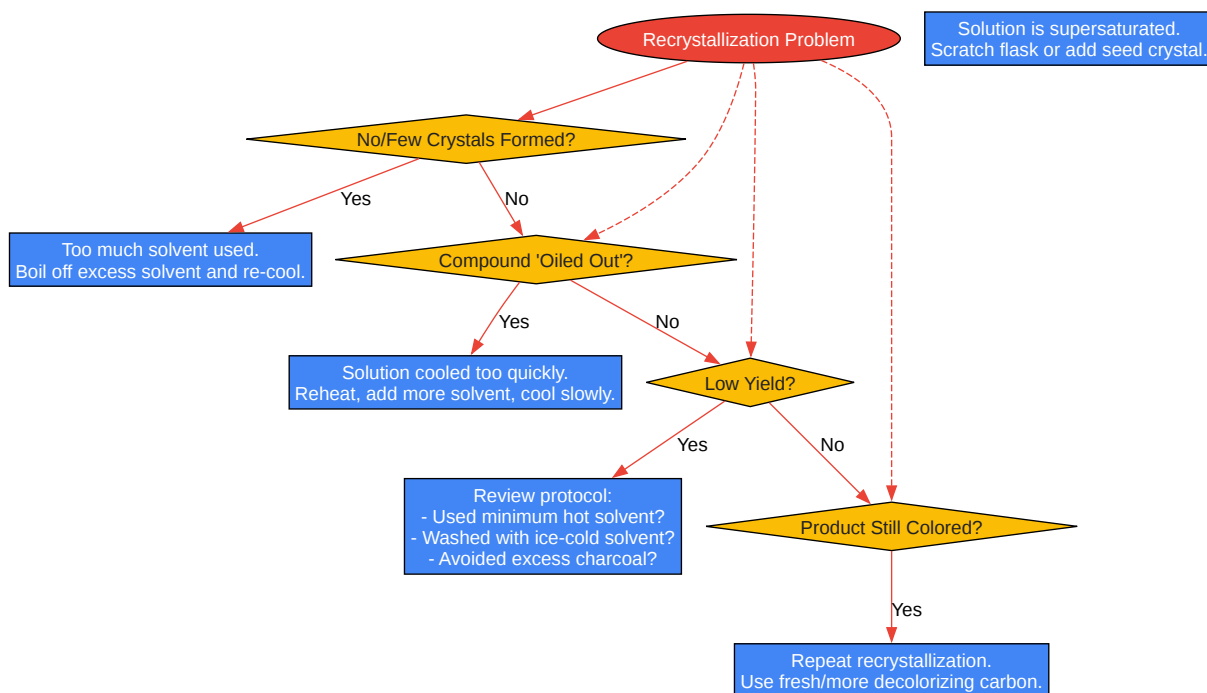 Recrystallization Problem
Solution is supersaturated.
Scratch flask or add seed crystal.
No/Few Crystals Formed?
Yes
No
Too much solvent used.
Boil off excess solvent and re-cool.
Compound 'Oiled Out'?
Yes
No
Solution cooled too quickly.
Reheat, add more solvent, cool slowly.
Low Yield?
Yes
No
Review protocol:
- Used minimum hot solvent?
- Washed with ice-cold solvent?
- Avoided excess charcoal?
Product Still Colored?
Yes
Repeat recrystallization.
Use fresh/more decolorizing carbon.